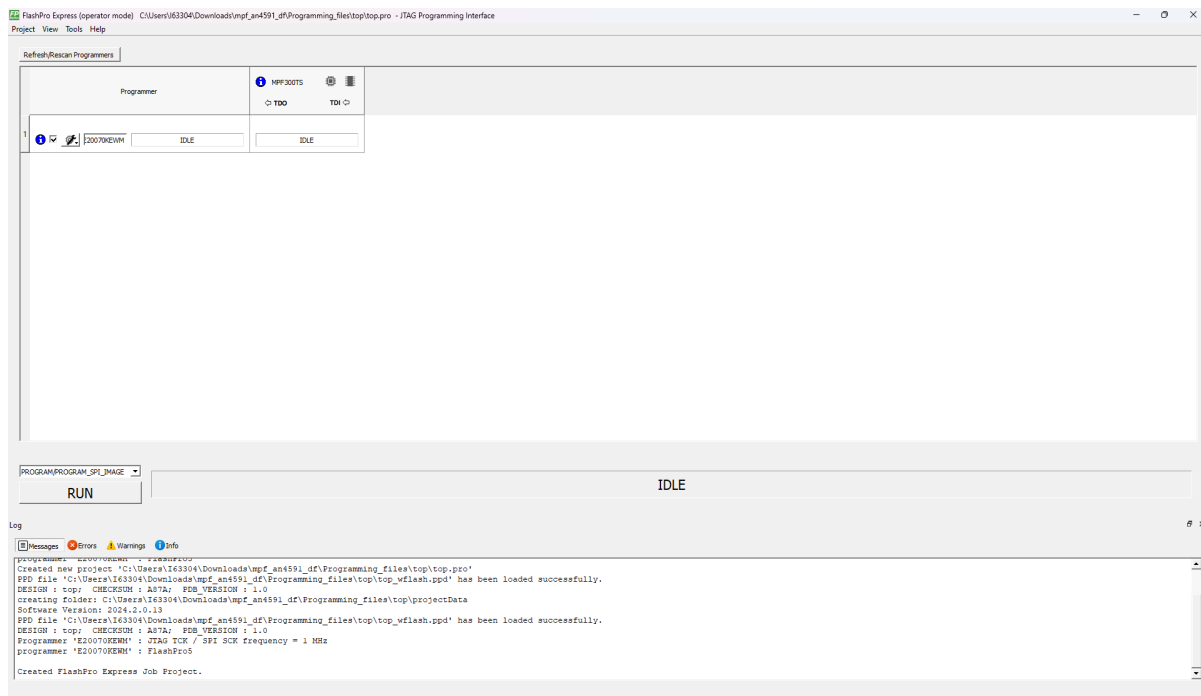 FP FlashPro Express (operator mode) C:\Users\I63304\Downloads\mpf_an4591_df\Programming_files\top\top.pro - JTAG Programming Interface
Project View Tools Help
Refresh/Rescan Programmers
Programmer
MPF300TS
TDO TDI
1
E20070KEWM IDLE IDLE
PROGRAM/PROGRAM_SPI_IMAGE
RUN
IDLE
Log
Messages Errors Warnings Info
programmer 'E20070KEWM' : FlashPro5
Created new project 'C:\Users\I63304\Downloads\mpf_an4591_df\Programming_files\top\top.pro'
PPD file 'C:\Users\I63304\Downloads\mpf_an4591_df\Programming_files\top\top_wflash.ppd' has been loaded successfully.
DESIGN : top; CHECKSUM : A87A; PDB_VERSION : 1.0
creating folder: C:\Users\I63304\Downloads\mpf_an4591_df\Programming_files\top\projectData
Software Version: 2024.2.0.13
PPD file 'C:\Users\I63304\Downloads\mpf_an4591_df\Programming_files\top\top_wflash.ppd' has been loaded successfully.
DESIGN : top; CHECKSUM : A87A; PDB_VERSION : 1.0
Programmer 'E20070KEWM' : JTAG TCK / SPI SCK frequency = 1 MHz
programmer 'E20070KEWM' : FlashPro5
Created FlashPro Express Job Project.